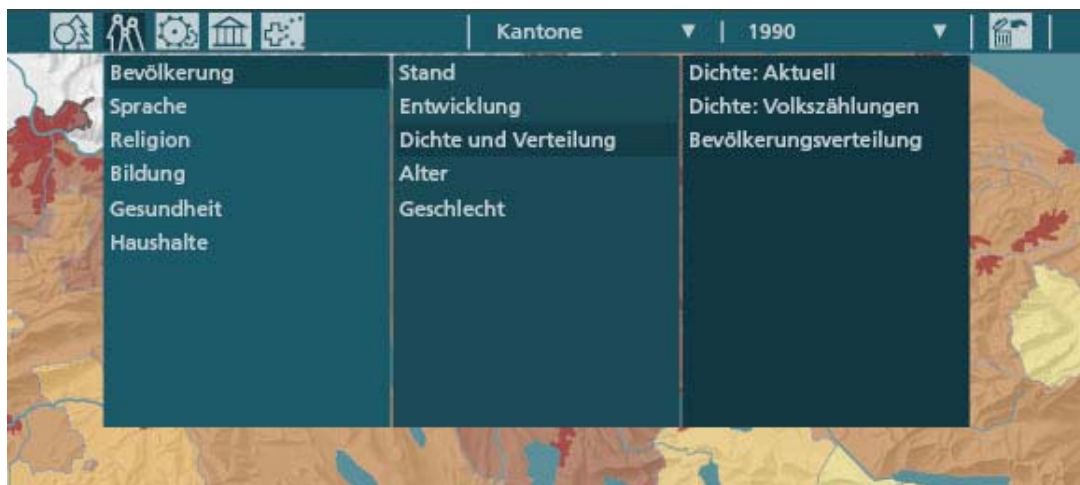 Kantone
1990
Bevölkerung
Sprache
Religion
Bildung
Gesundheit
Haushalte
Stand
Entwicklung
Dichte und Verteilung
Alter
Geschlecht
Dichte: Aktuell
Dichte: Volkszählungen
Bevölkerungsverteilung